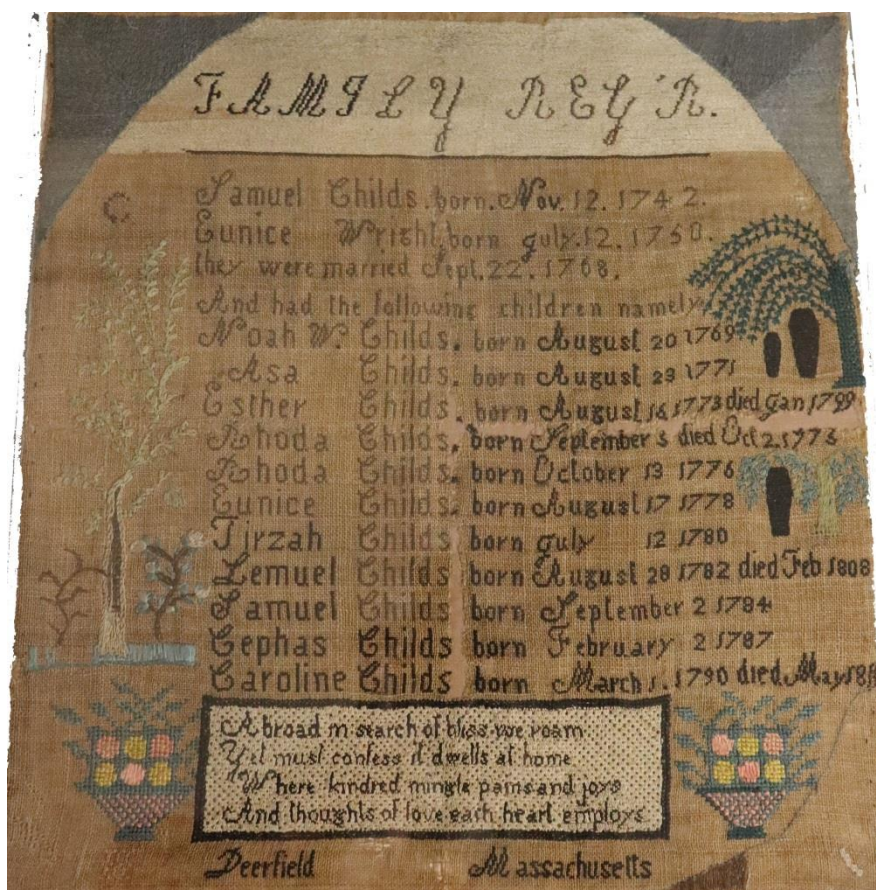 FAMILY REG'R.
Samuel Childs. born. Nov. 12. 1742.
Eunice Wright. born july. 12. 1750.
they were married Sept. 22. 1768.
And had the following children namely
Noah W. Childs. born August 20 1769
Asa Childs. born August 23 1771
Esther Childs. born August 16 1773 died jan 1799
Rhoda Childs. born September 3 died Oct 2. 1775
Rhoda Childs. born October 13 1776
Eunice Childs. born August 17 1778
Tirzah Childs born july 12 1780
Lemuel Childs born August 28 1782 died Feb 1808
Samuel Childs born September 2 1784
Cephas Childs born February 2 1787
Caroline Childs born March 1. 1790 died May
Abroad in search of bliss we roam
Yet must confess it dwells at home
Where kindred mingle pains and joys
And thoughts of love each heart employs
Deerfield Massachusetts